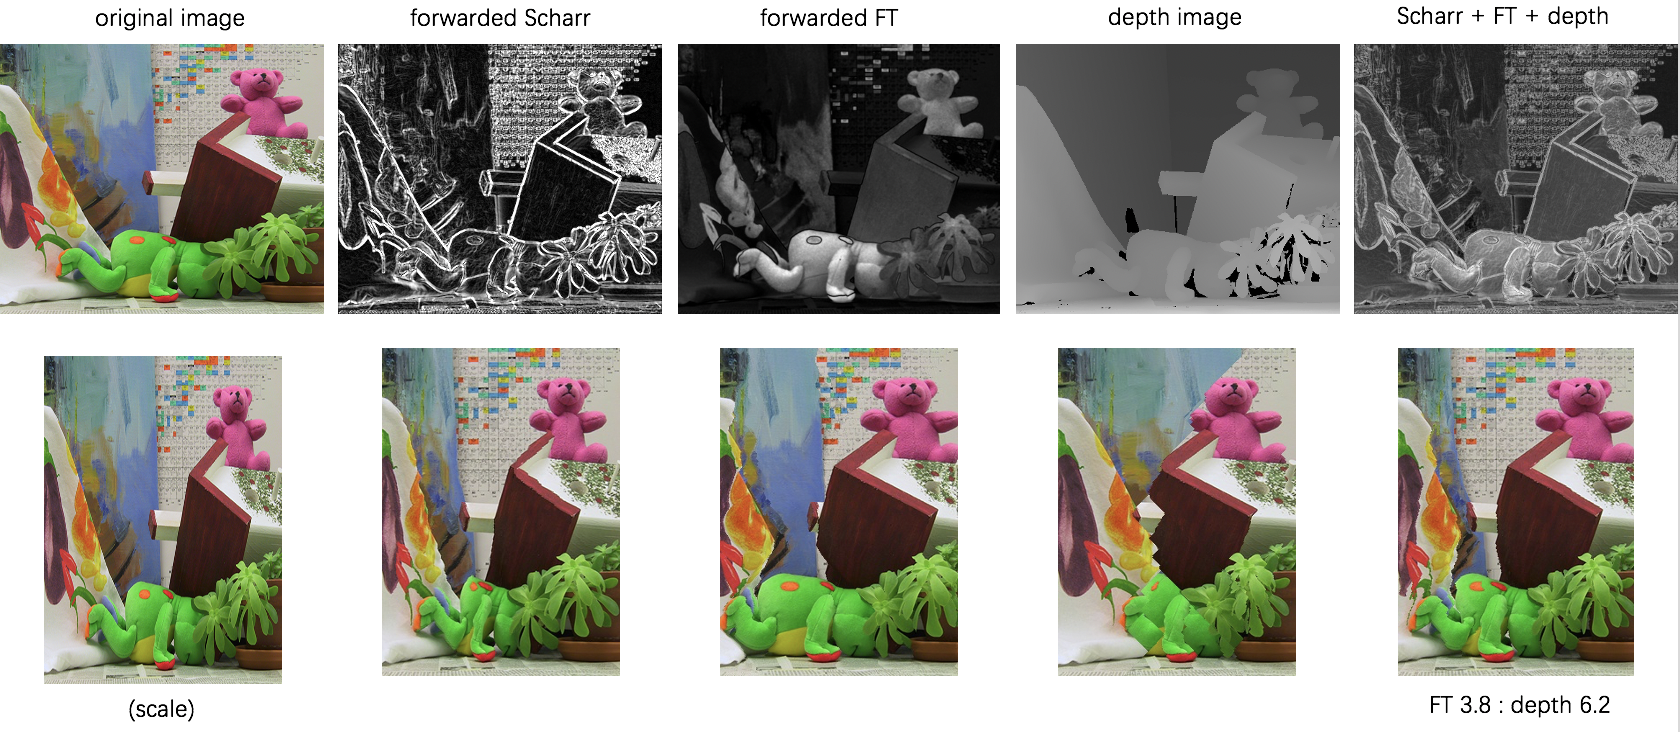 original image
forwarded Scharr
forwarded FT
depth image
Scharr + FT + depth
(scale)
FT 3.8 : depth 6.2